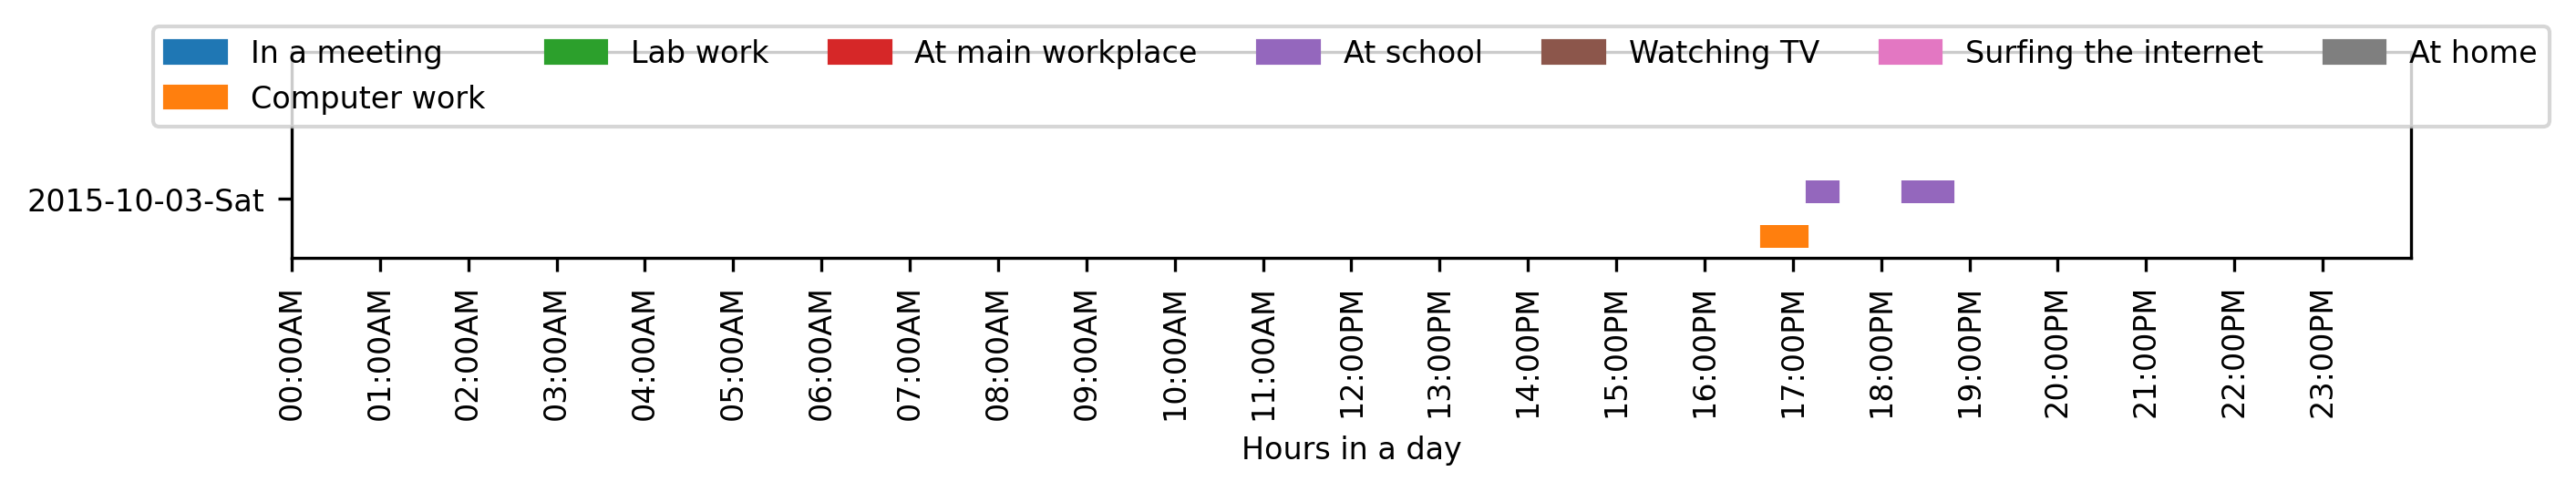 In a meeting Lab work At main workplace At school Watching TV Surfing the internet At home
Computer work
2015-10-03-Sat
00:00AM 01:00AM 02:00AM 03:00AM 04:00AM 05:00AM 06:00AM 07:00AM 08:00AM 09:00AM 10:00AM 11:00AM 12:00PM 13:00PM 14:00PM 15:00PM 16:00PM 17:00PM 18:00PM 19:00PM 20:00PM 21:00PM 22:00PM 23:00PM
Hours in a day